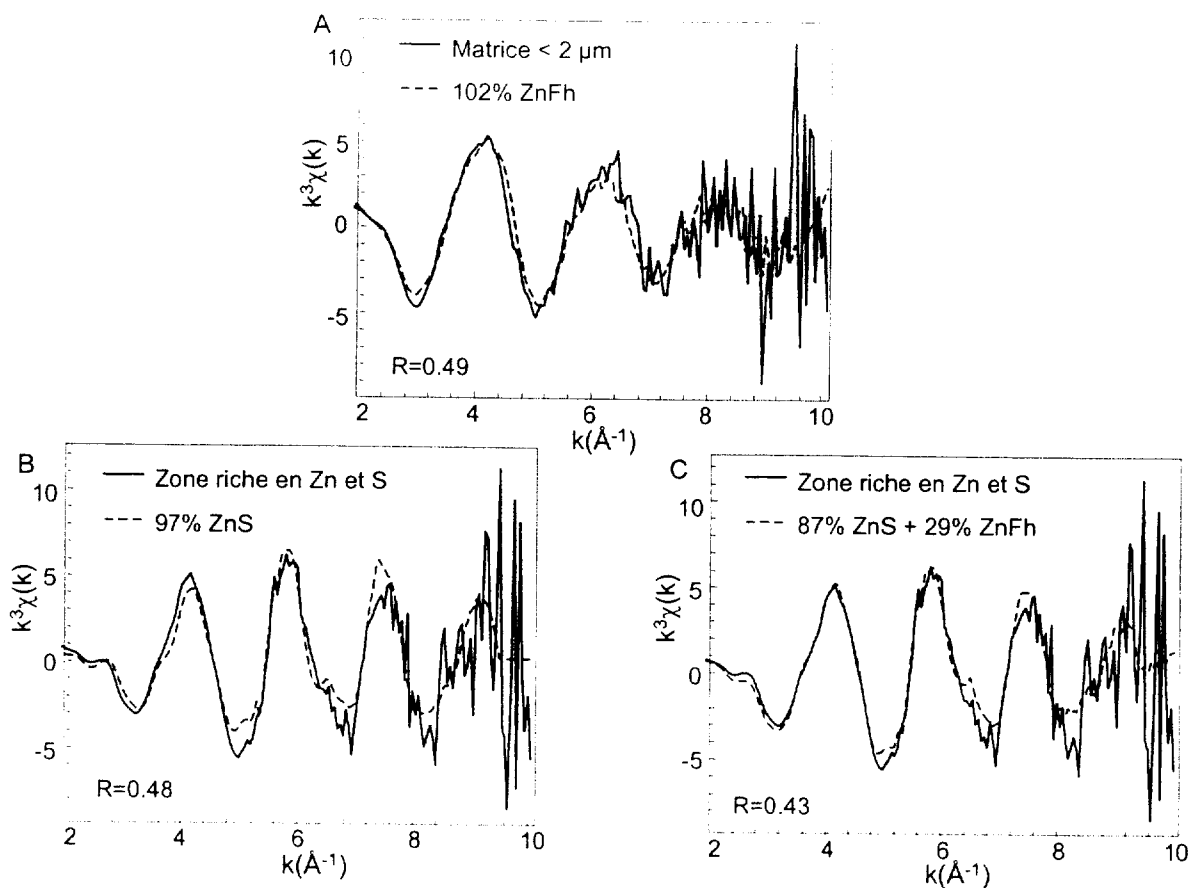 A
Matrice < 2 µm
102% ZnFh
10
5
0
-5
k³χ(k)
R=0.49
2 4 6 8 10
k(Å⁻¹)
B
Zone riche en Zn et S
97% ZnS
10
5
0
-5
k³χ(k)
R=0.48
2 4 6 8 10
k(Å⁻¹)
C
Zone riche en Zn et S
87% ZnS + 29% ZnFh
10
5
0
-5
k³χ(k)
R=0.43
2 4 6 8 10
k(Å⁻¹)